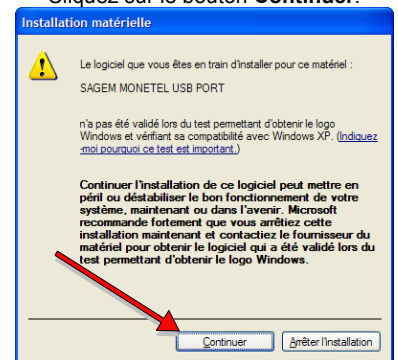 Cliquez sur le bouton Continuer.
Installation matérielle
Le logiciel que vous êtes en train d'installer pour ce matériel :
SAGEM MONETEL USB PORT
n'a pas été validé lors du test permettant d'obtenir le logo
Windows et vérifiant sa compatibilité avec Windows XP. (Indiquez
-moi pourquoi ce test est important.)
Continuer l'installation de ce logiciel peut mettre en
péril ou déstabiliser le bon fonctionnement de votre
système, maintenant ou dans l'avenir. Microsoft
recommande fortement que vous arrêtiez cette
installation maintenant et contactiez le fournisseur du
matériel pour obtenir le logiciel qui a été validé lors du
test permettant d'obtenir le logo Windows.
Continuer
Arrêter l'installation